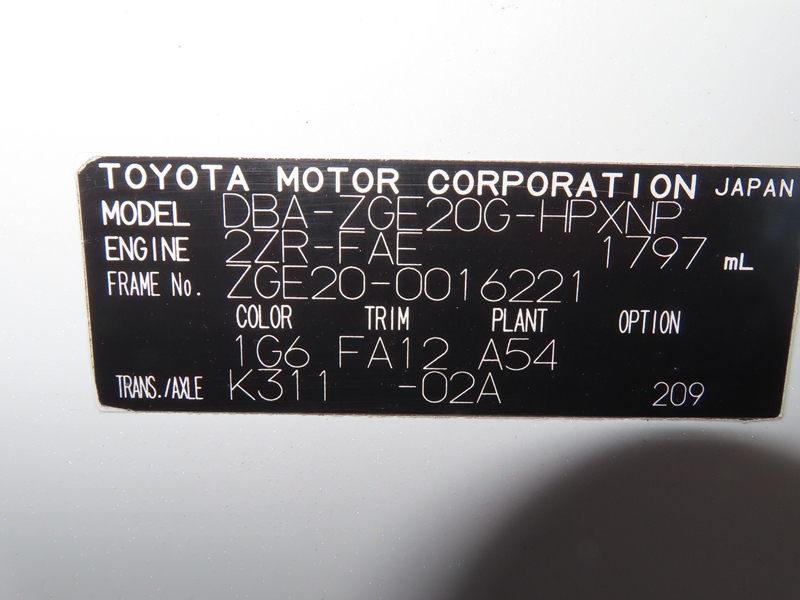 TOYOTA MOTOR CORPORATION JAPAN
MODEL DBA-ZGE20G-HPXNP
ENGINE 2ZR-FAE 1797 mL
FRAME No. ZGE20-0016221
COLOR TRIM PLANT OPTION
1G6 FA12 A54
TRANS./AXLE K311 -02A 209